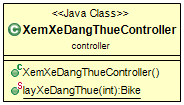 <<Java Class>>
XemXeDangThueController
controller
XemXeDangThueController()
layXeDangThue(int):Bike